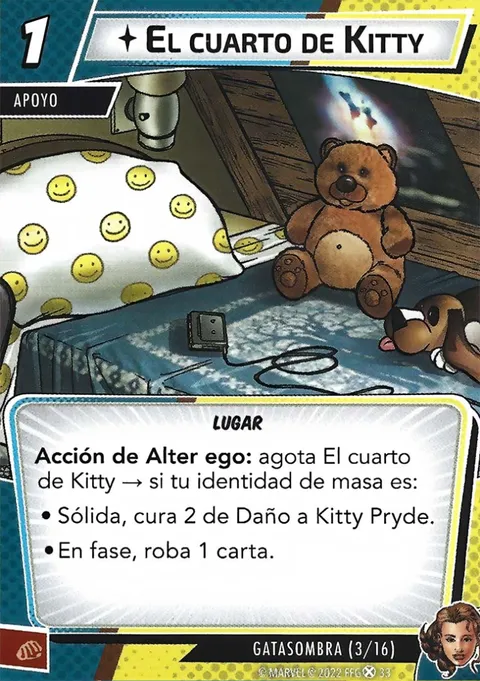 1
EL CUARTO DE KITTY
APOYO
LUGAR
Acción de Alter ego: agota El cuarto
de Kitty → si tu identidad de masa es:
• Sólida, cura 2 de Daño a Kitty Pryde.
• En fase, roba 1 carta.
GATASOMBRA (3/16)
© MARVEL © 2022 FFG 33